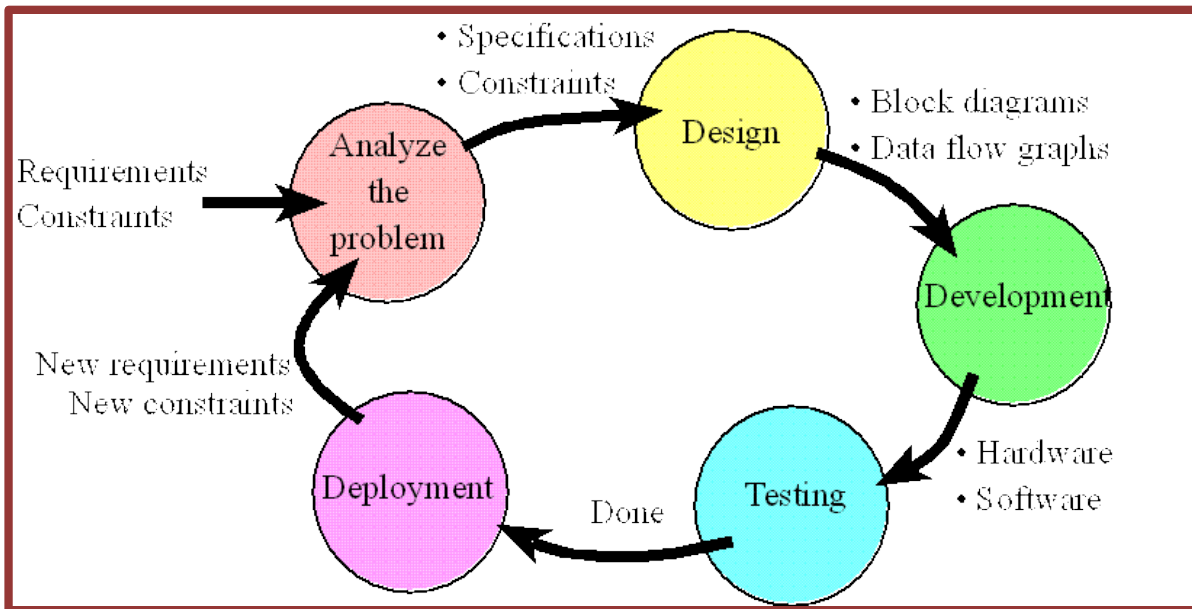 Requirements
Constraints
Analyze
the
problem
• Specifications
• Constraints
Design
• Block diagrams
• Data flow graphs
Development
• Hardware
• Software
Testing
Done
Deployment
New requirements
New constraints